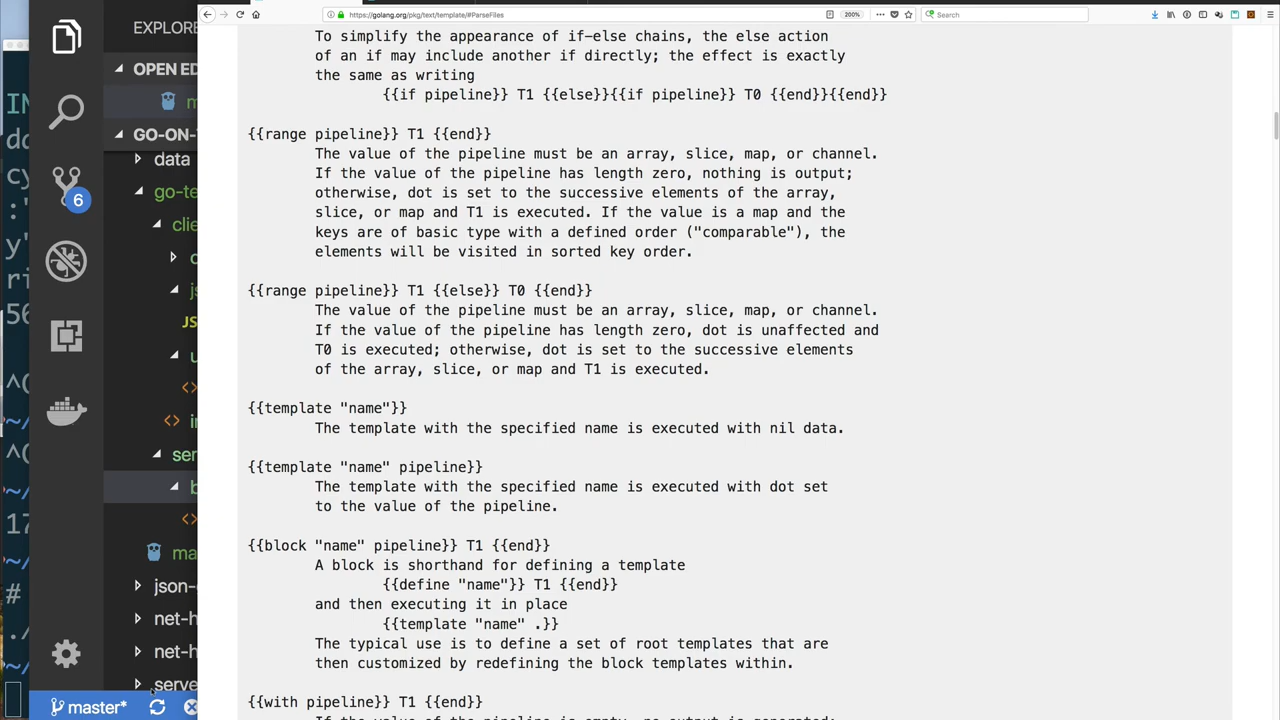 https://golang.org/pkg/text/template/#ParseFiles
200%
Search
To simplify the appearance of if-else chains, the else action
of an if may include another if directly; the effect is exactly
the same as writing
{{if pipeline}} T1 {{else}}{{if pipeline}} T0 {{end}}{{end}}
{{range pipeline}} T1 {{end}}
The value of the pipeline must be an array, slice, map, or channel.
If the value of the pipeline has length zero, nothing is output;
otherwise, dot is set to the successive elements of the array,
slice, or map and T1 is executed. If the value is a map and the
keys are of basic type with a defined order ("comparable"), the
elements will be visited in sorted key order.
{{range pipeline}} T1 {{else}} T0 {{end}}
The value of the pipeline must be an array, slice, map, or channel.
If the value of the pipeline has length zero, dot is unaffected and
T0 is executed; otherwise, dot is set to the successive elements
of the array, slice, or map and T1 is executed.
{{template "name"}}
The template with the specified name is executed with nil data.
{{template "name" pipeline}}
The template with the specified name is executed with dot set
to the value of the pipeline.
{{block "name" pipeline}} T1 {{end}}
A block is shorthand for defining a template
{{define "name"}} T1 {{end}}
and then executing it in place
{{template "name" .}}
The typical use is to define a set of root templates that are
then customized by redefining the block templates within.
{{with pipeline}} T1 {{end}}
If the value of the pipeline is empty, no output is generated;
EXPLORE
OPEN ED
GO-ON-
data
go-te
clie
JS
ser
ma
json-
net-h
net-h
serve
6
master*